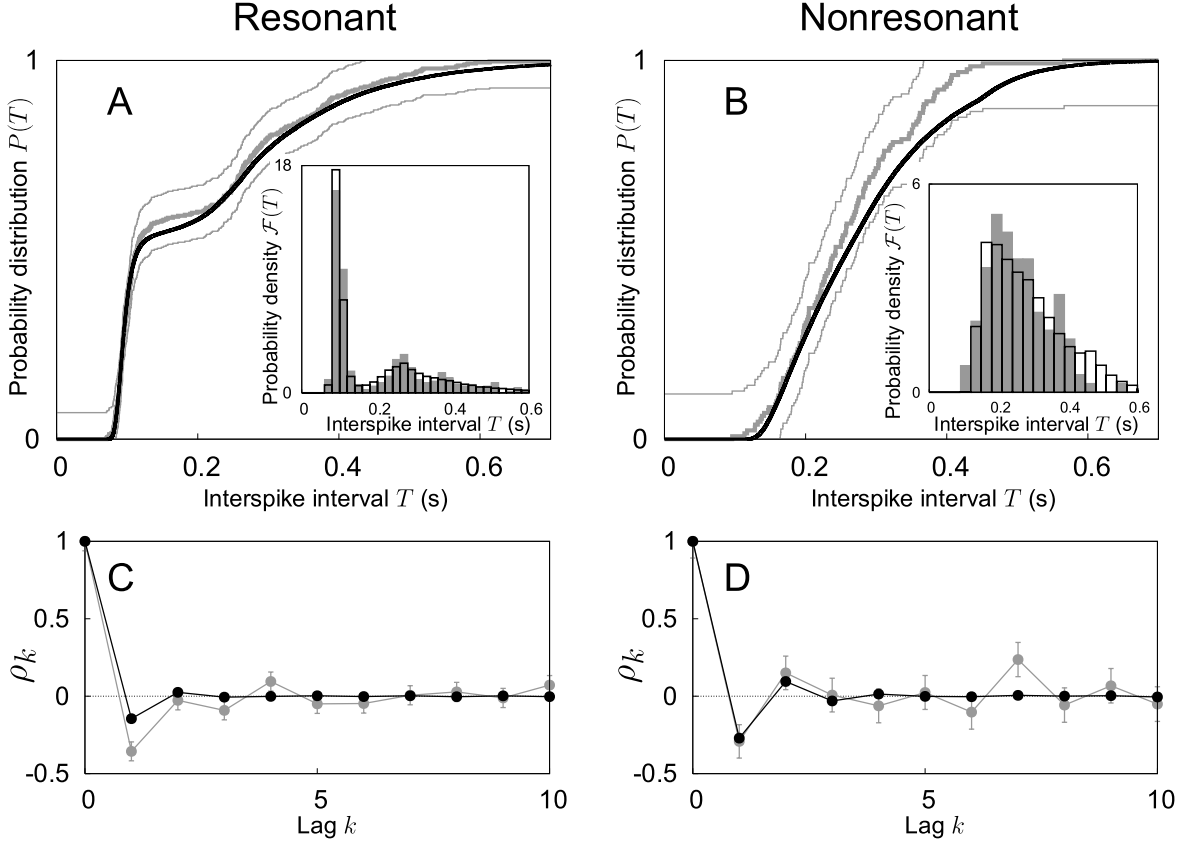 Resonant
Nonresonant
1
A
Probability distribution P(T)
0
0 0.2 0.4 0.6
Interspike interval T (s)
18
Probability density F(T)
0
0 0.2 0.4 0.6
Interspike interval T (s)
1
B
Probability distribution P(T)
0
0 0.2 0.4 0.6
Interspike interval T (s)
6
Probability density F(T)
0
0 0.2 0.4 0.6
Interspike interval T (s)
1
C
0.5
ρk
0
-0.5
0 5 10
Lag k
1
D
0.5
ρk
0
-0.5
0 5 10
Lag k